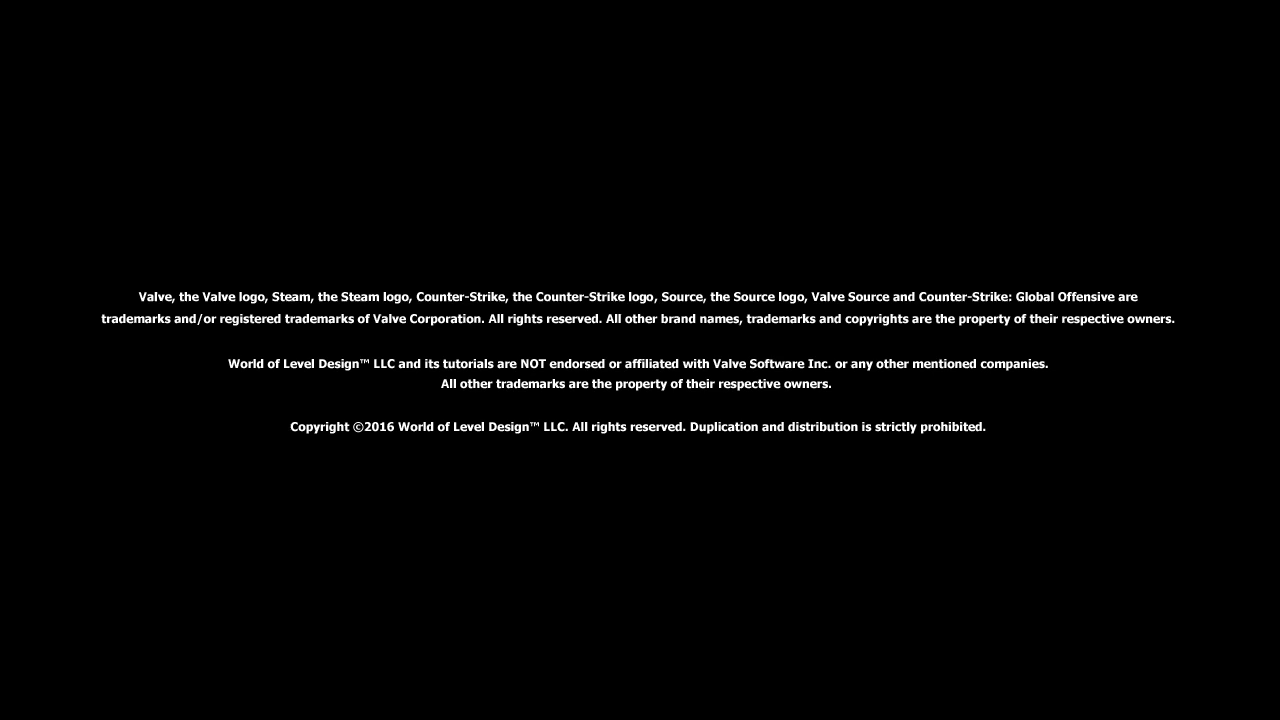 Valve, the Valve logo, Steam, the Steam logo, Counter-Strike, the Counter-Strike logo, Source, the Source logo, Valve Source and Counter-Strike: Global Offensive are
trademarks and/or registered trademarks of Valve Corporation. All rights reserved. All other brand names, trademarks and copyrights are the property of their respective owners.
World of Level Design™ LLC and its tutorials are NOT endorsed or affiliated with Valve Software Inc. or any other mentioned companies.
All other trademarks are the property of their respective owners.
Copyright ©2016 World of Level Design™ LLC. All rights reserved. Duplication and distribution is strictly prohibited.